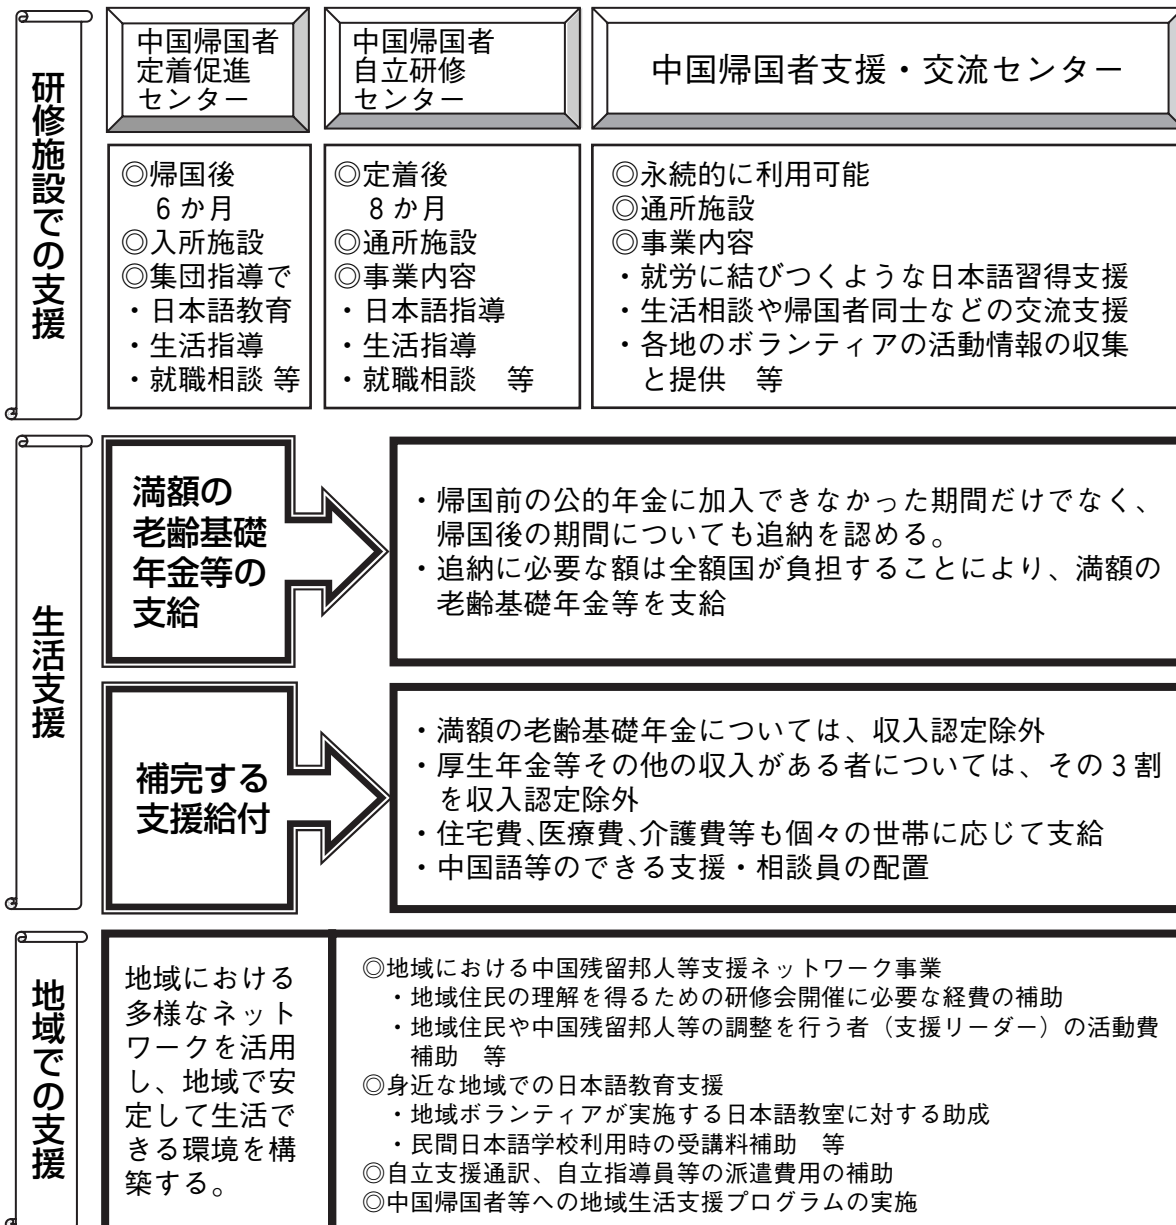 研修施設での支援
中国帰国者
定着促進
センター
中国帰国者
自立研修
センター
中国帰国者支援・交流センター
◎帰国後
6か月
◎入所施設
◎集団指導で
・日本語教育
・生活指導
・就職相談 等
◎定着後
8か月
◎通所施設
◎事業内容
・日本語指導
・生活指導
・就職相談　等
◎永続的に利用可能
◎通所施設
◎事業内容
・就労に結びつくような日本語習得支援
・生活相談や帰国者同士などの交流支援
・各地のボランティアの活動情報の収集
と提供　等
生活支援
満額の
老齢基礎
年金等の
支給
・帰国前の公的年金に加入できなかった期間だけでなく、
帰国後の期間についても追納を認める。
・追納に必要な額は全額国が負担することにより、満額の
老齢基礎年金等を支給
補完する
支援給付
・満額の老齢基礎年金については、収入認定除外
・厚生年金等その他の収入がある者については、その3割
を収入認定除外
・住宅費、医療費、介護費等も個々の世帯に応じて支給
・中国語等のできる支援・相談員の配置
地域での支援
地域における
多様なネット
ワークを活用
し、地域で安
定して生活で
きる環境を構
築する。
◎地域における中国残留邦人等支援ネットワーク事業
・地域住民の理解を得るための研修会開催に必要な経費の補助
・地域住民や中国残留邦人等の調整を行う者（支援リーダー）の活動費
補助　等
◎身近な地域での日本語教育支援
・地域ボランティアが実施する日本語教室に対する助成
・民間日本語学校利用時の受講料補助　等
◎自立支援通訳、自立指導員等の派遣費用の補助
◎中国帰国者等への地域生活支援プログラムの実施